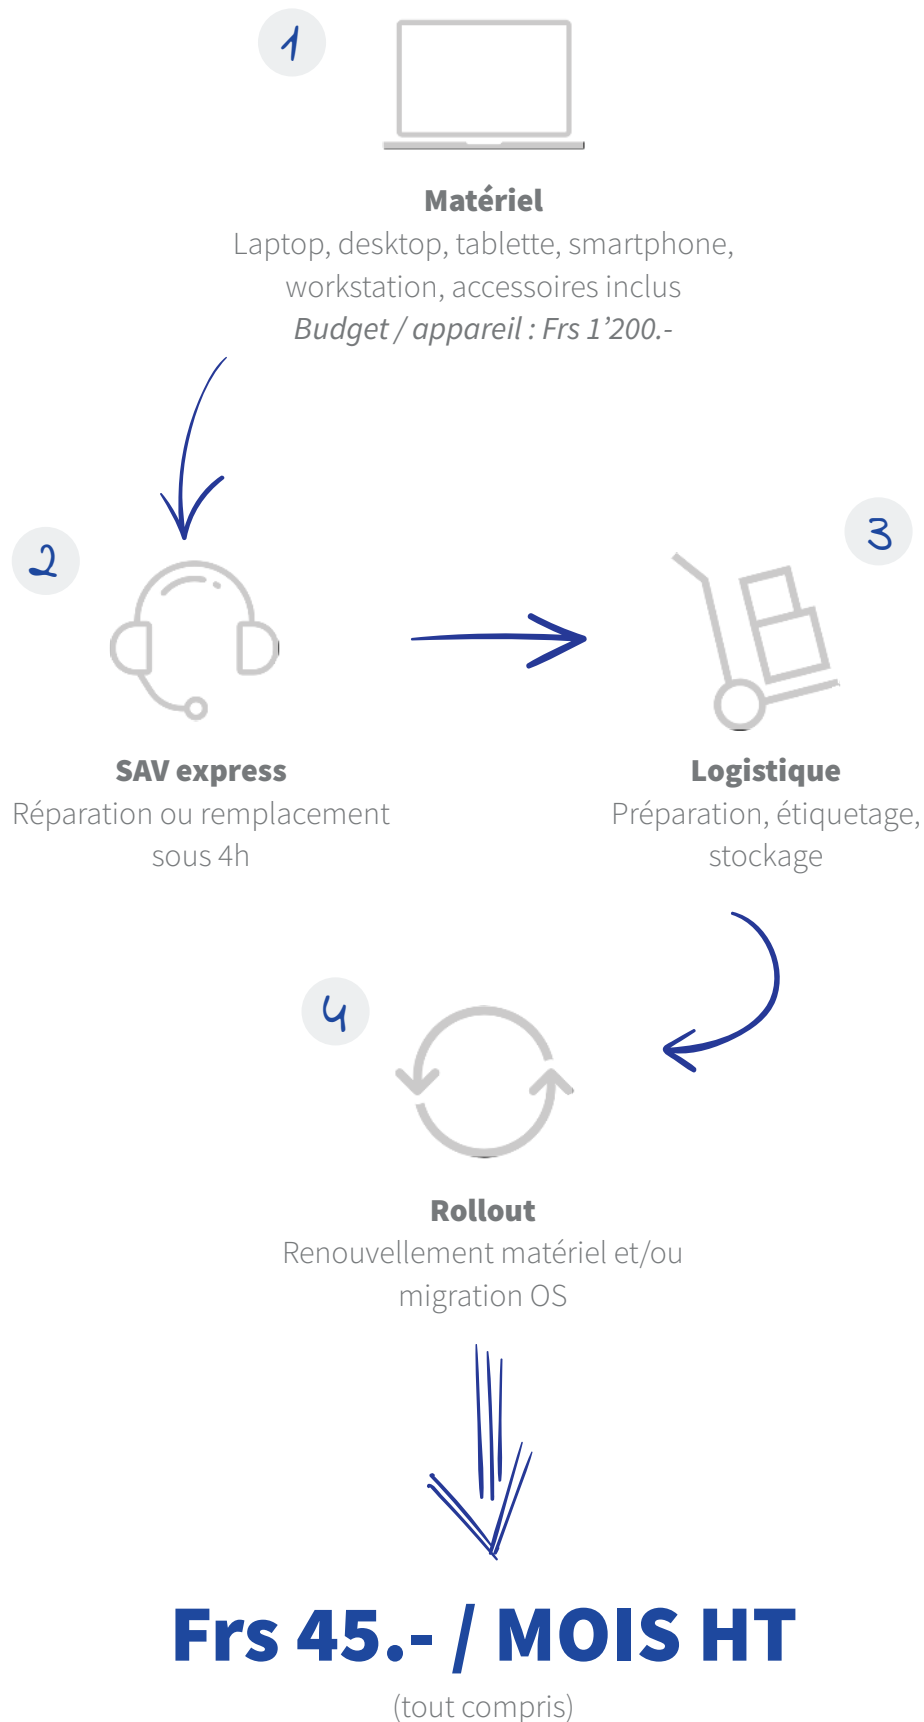 1
Matériel
Laptop, desktop, tablette, smartphone,
workstation, accessoires inclus
Budget / appareil : Frs 1’200.-
2
SAV express
Réparation ou remplacement
sous 4h
3
Logistique
Préparation, étiquetage,
stockage
4
Rollout
Renouvellement matériel et/ou
migration OS
Frs 45.- / MOIS HT
(tout compris)